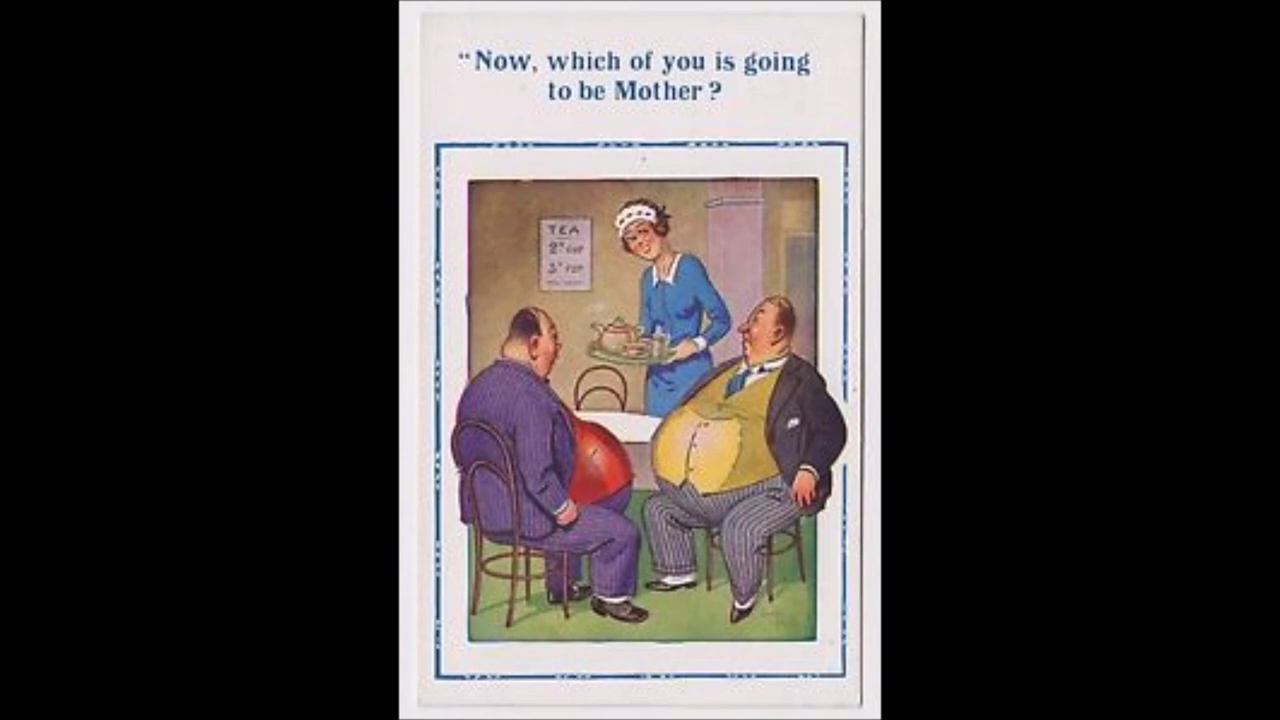 "Now, which of you is going
to be Mother?
TEA
2ᴰ CUP
3ᴰ POT